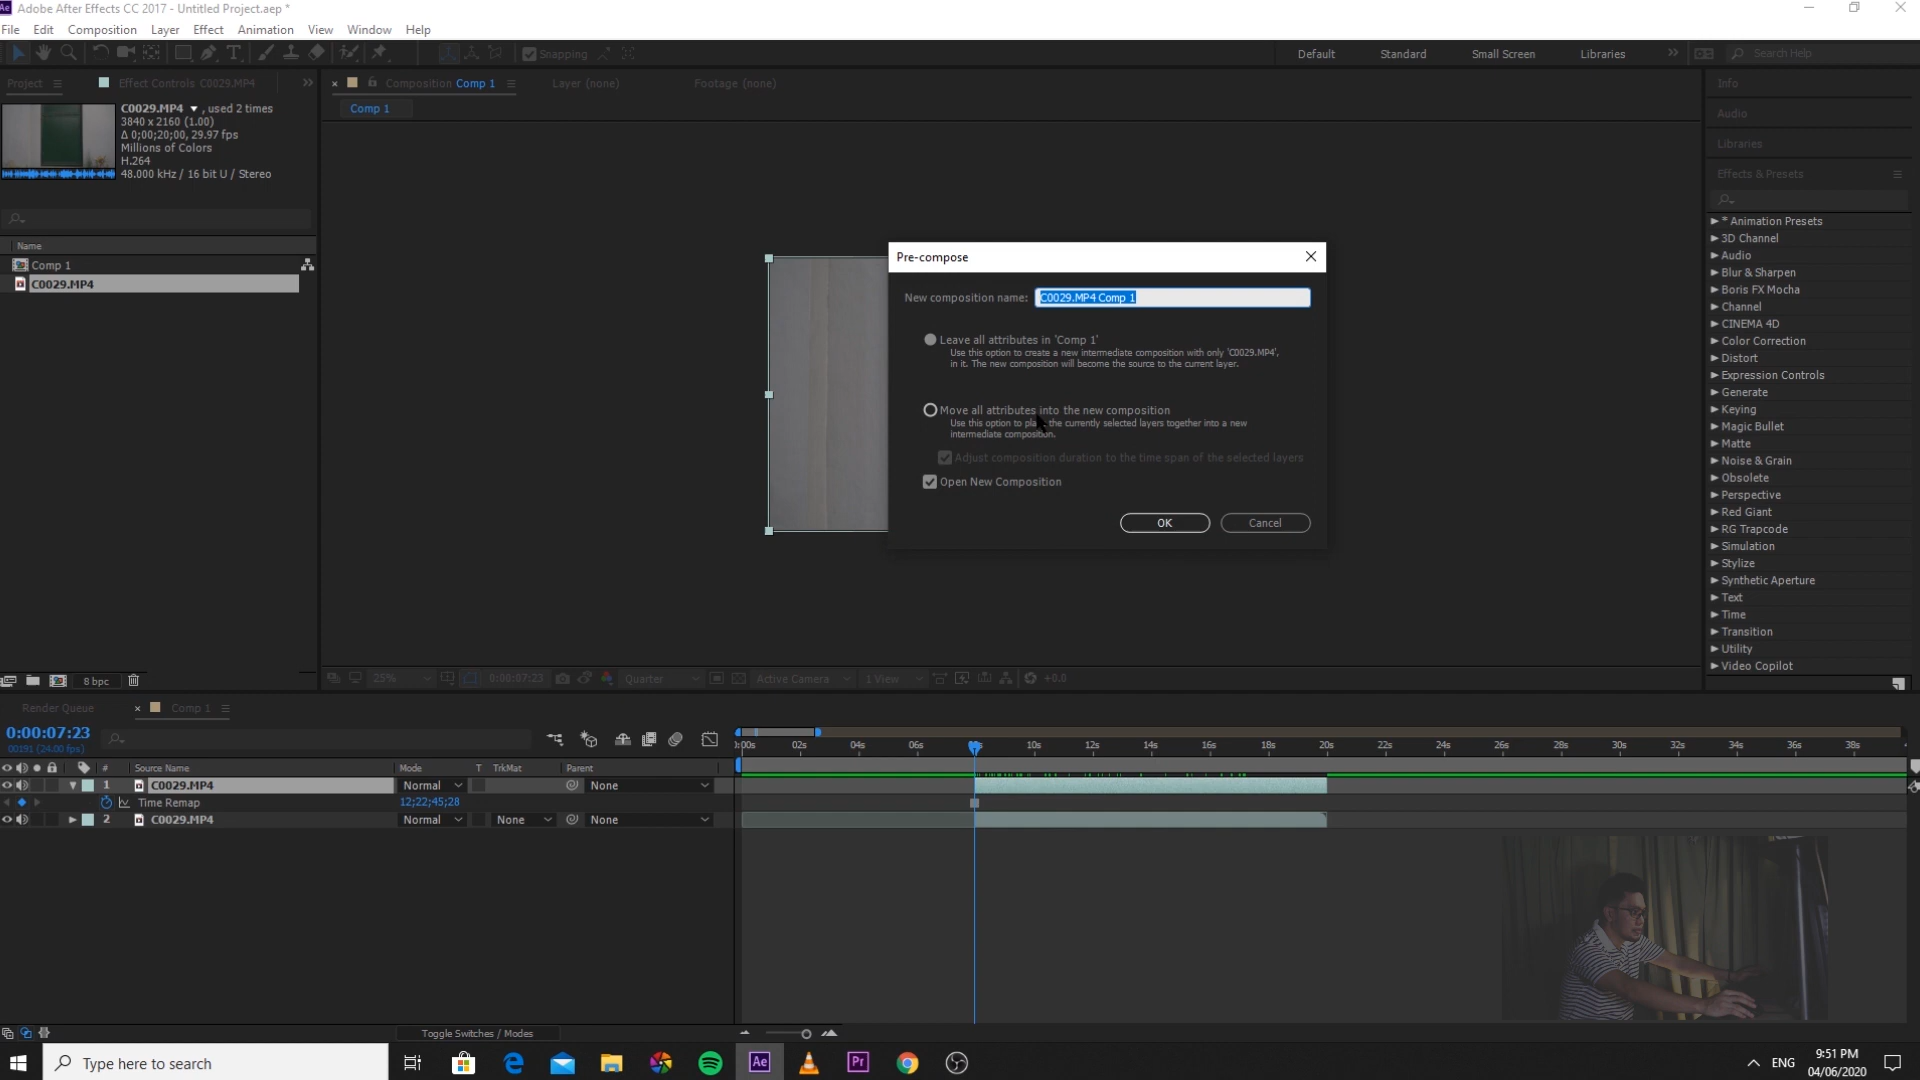 Ae Adobe After Effects CC 2017 - Untitled Project.aep *
File Edit Composition Layer Effect Animation View Window Help
Snapping
Default Standard Small Screen Libraries
Search Help
Project
Effect Controls C0029.MP4
Composition Comp 1
Layer (none)
Footage (none)
Comp 1
C0029.MP4 , used 2 times
3840 x 2160 (1.00)
Δ 0;00;20;00, 29.97 fps
Millions of Colors
H.264
48.000 kHz / 16 bit U / Stereo
Name
Comp 1
C0029.MP4
8 bpc
Pre-compose
New composition name: C0029.MP4 Comp 1
Leave all attributes in 'Comp 1'
Use this option to create a new intermediate composition with only 'C0029.MP4',
in it. The new composition will become the source to the current layer.
Move all attributes into the new composition
Use this option to the currently selected layers together into a new
intermediate composition.
Adjust composition duration to the time span of the selected layers
Open New Composition
OK Cancel
25% 0:00:07:23 Quarter Active Camera 1 View +0.0
Info
Audio
Libraries
Effects & Presets
* Animation Presets
3D Channel
Audio
Blur & Sharpen
Boris FX Mocha
Channel
CINEMA 4D
Color Correction
Distort
Expression Controls
Generate
Keying
Magic Bullet
Matte
Noise & Grain
Obsolete
Perspective
Red Giant
RG Trapcode
Simulation
Stylize
Synthetic Aperture
Text
Time
Transition
Utility
Video Copilot
Render Queue
Comp 1
0:00:07:23
00191 (24.00 fps)
02s 04s 06s 10s 12s 14s 16s 18s 20s 22s 24s 26s 28s 30s 32s 34s 36s 38s
# Source Name Mode T TrkMat Parent
1 C0029.MP4 Normal None
Time Remap 12;22;45;28
2 C0029.MP4 Normal None None
Toggle Switches / Modes
Type here to search
Ae
Pr
ENG
9:51 PM
04/06/2020